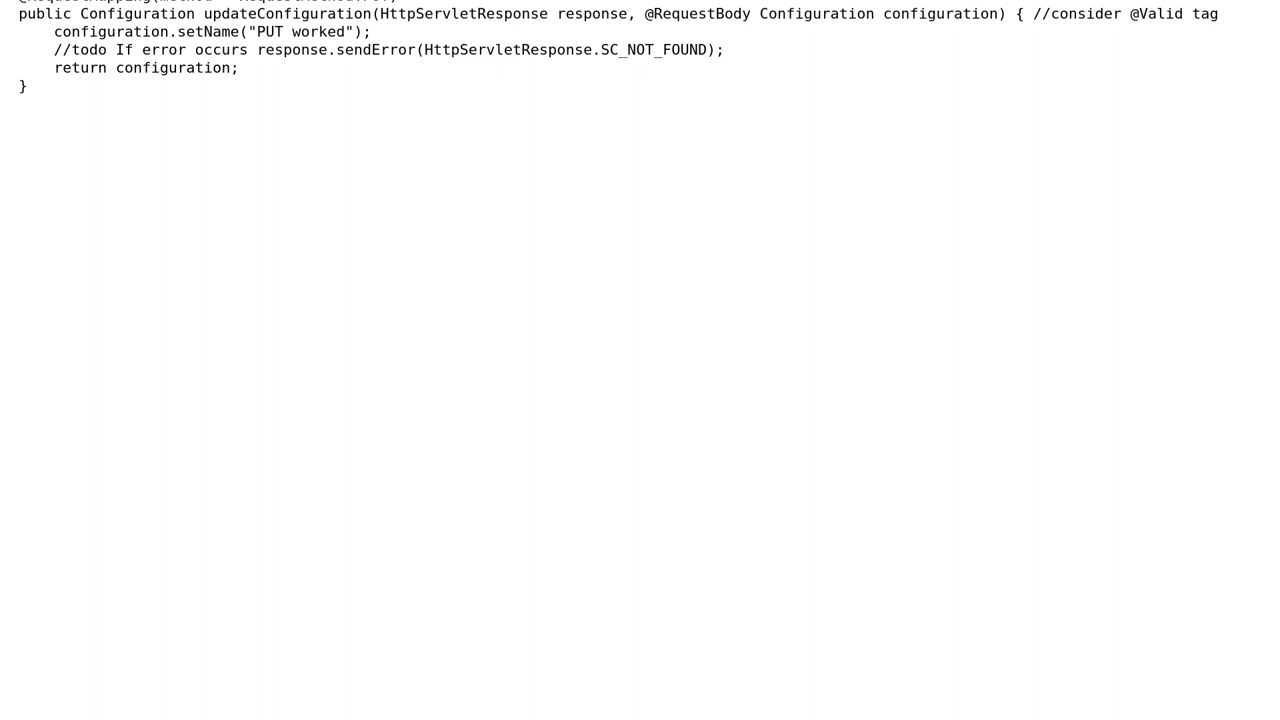 public Configuration updateConfiguration(HttpServletResponse response, @RequestBody Configuration configuration) { //consider @Valid tag
    configuration.setName("PUT worked");
    //todo If error occurs response.sendError(HttpServletResponse.SC_NOT_FOUND);
    return configuration;
}